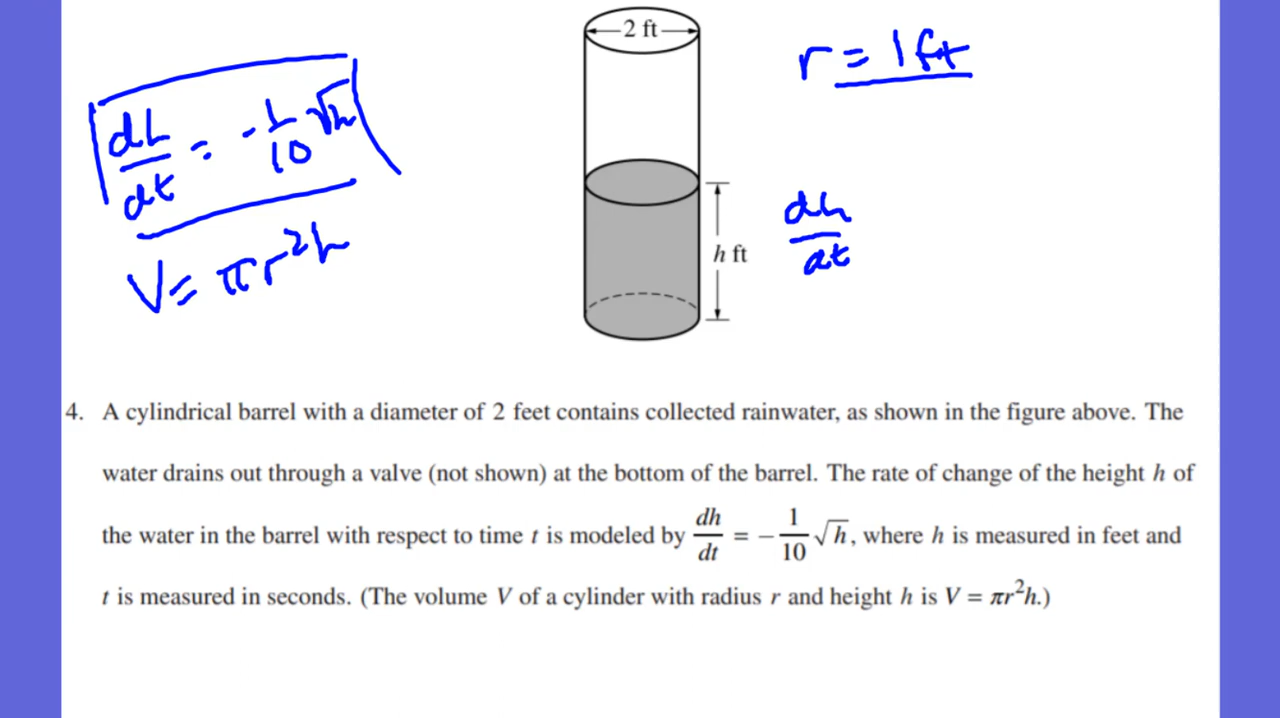 2 ft
r = 1 ft
dh/dt = -1/10 √h
V = πr²h
dh/dt
h ft
4. A cylindrical barrel with a diameter of 2 feet contains collected rainwater, as shown in the figure above. The
water drains out through a valve (not shown) at the bottom of the barrel. The rate of change of the height h of
the water in the barrel with respect to time t is modeled by dh/dt = -1/10 √h, where h is measured in feet and
t is measured in seconds. (The volume V of a cylinder with radius r and height h is V = πr²h.)